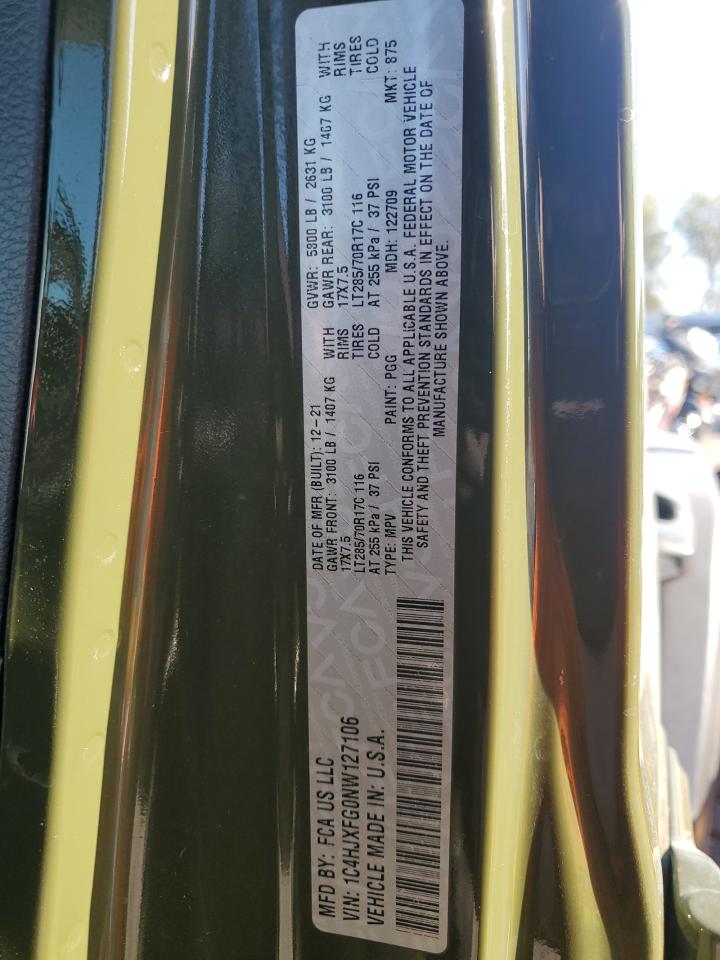 MFD BY: FCA US LLC
VIN: 1C4HJXFG0NW127106
VEHICLE MADE IN: U.S.A.
DATE OF MFR (BUILT): 12-21 GVWR: 5800 LB / 2631 KG
GAWR FRONT: 3100 LB / 1407 KG WITH GAWR REAR: 3100 LB / 1407 KG WITH
17X7.5 RIMS 17X7.5 RIMS
LT285/70R17C 116 TIRES LT285/70R17C 116 TIRES
AT 255 kPa / 37 PSI COLD AT 255 kPa / 37 PSI COLD
TYPE: MPV PAINT: PGG MDH: 122709 MKT: 875
THIS VEHICLE CONFORMS TO ALL APPLICABLE U.S.A. FEDERAL MOTOR VEHICLE
SAFETY AND THEFT PREVENTION STANDARDS IN EFFECT ON THE DATE OF
MANUFACTURE SHOWN ABOVE.